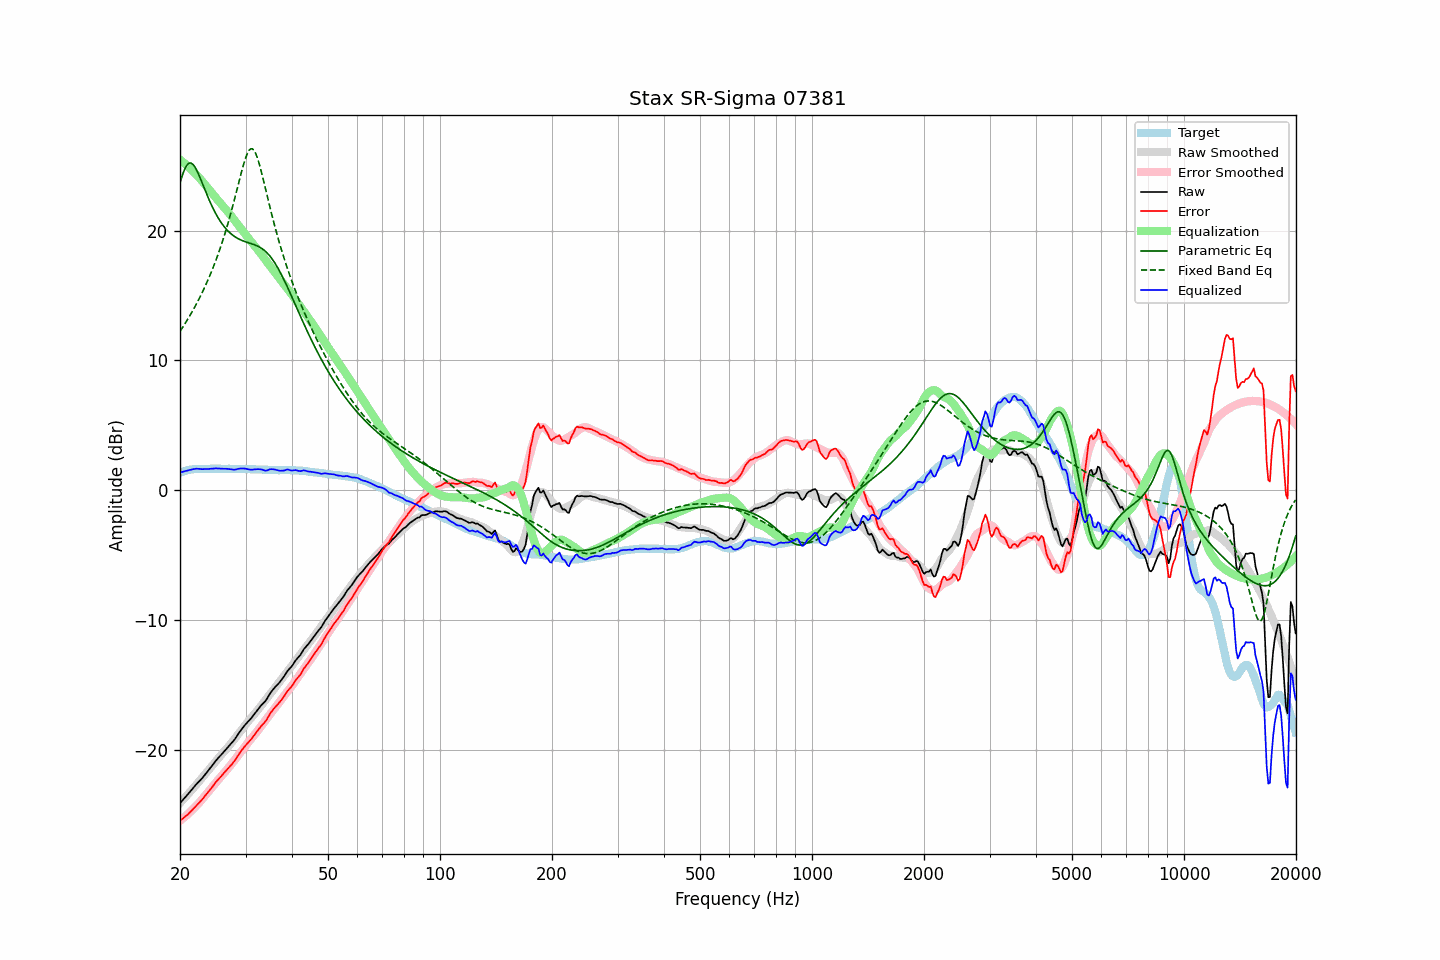 Stax SR-Sigma 07381
Target
Raw Smoothed
Error Smoothed
Raw
Error
Equalization
Parametric Eq
Fixed Band Eq
Equalized
Amplitude (dBr)
20
10
0
−10
−20
20
50
100
200
500
1000
2000
5000
10000
20000
Frequency (Hz)